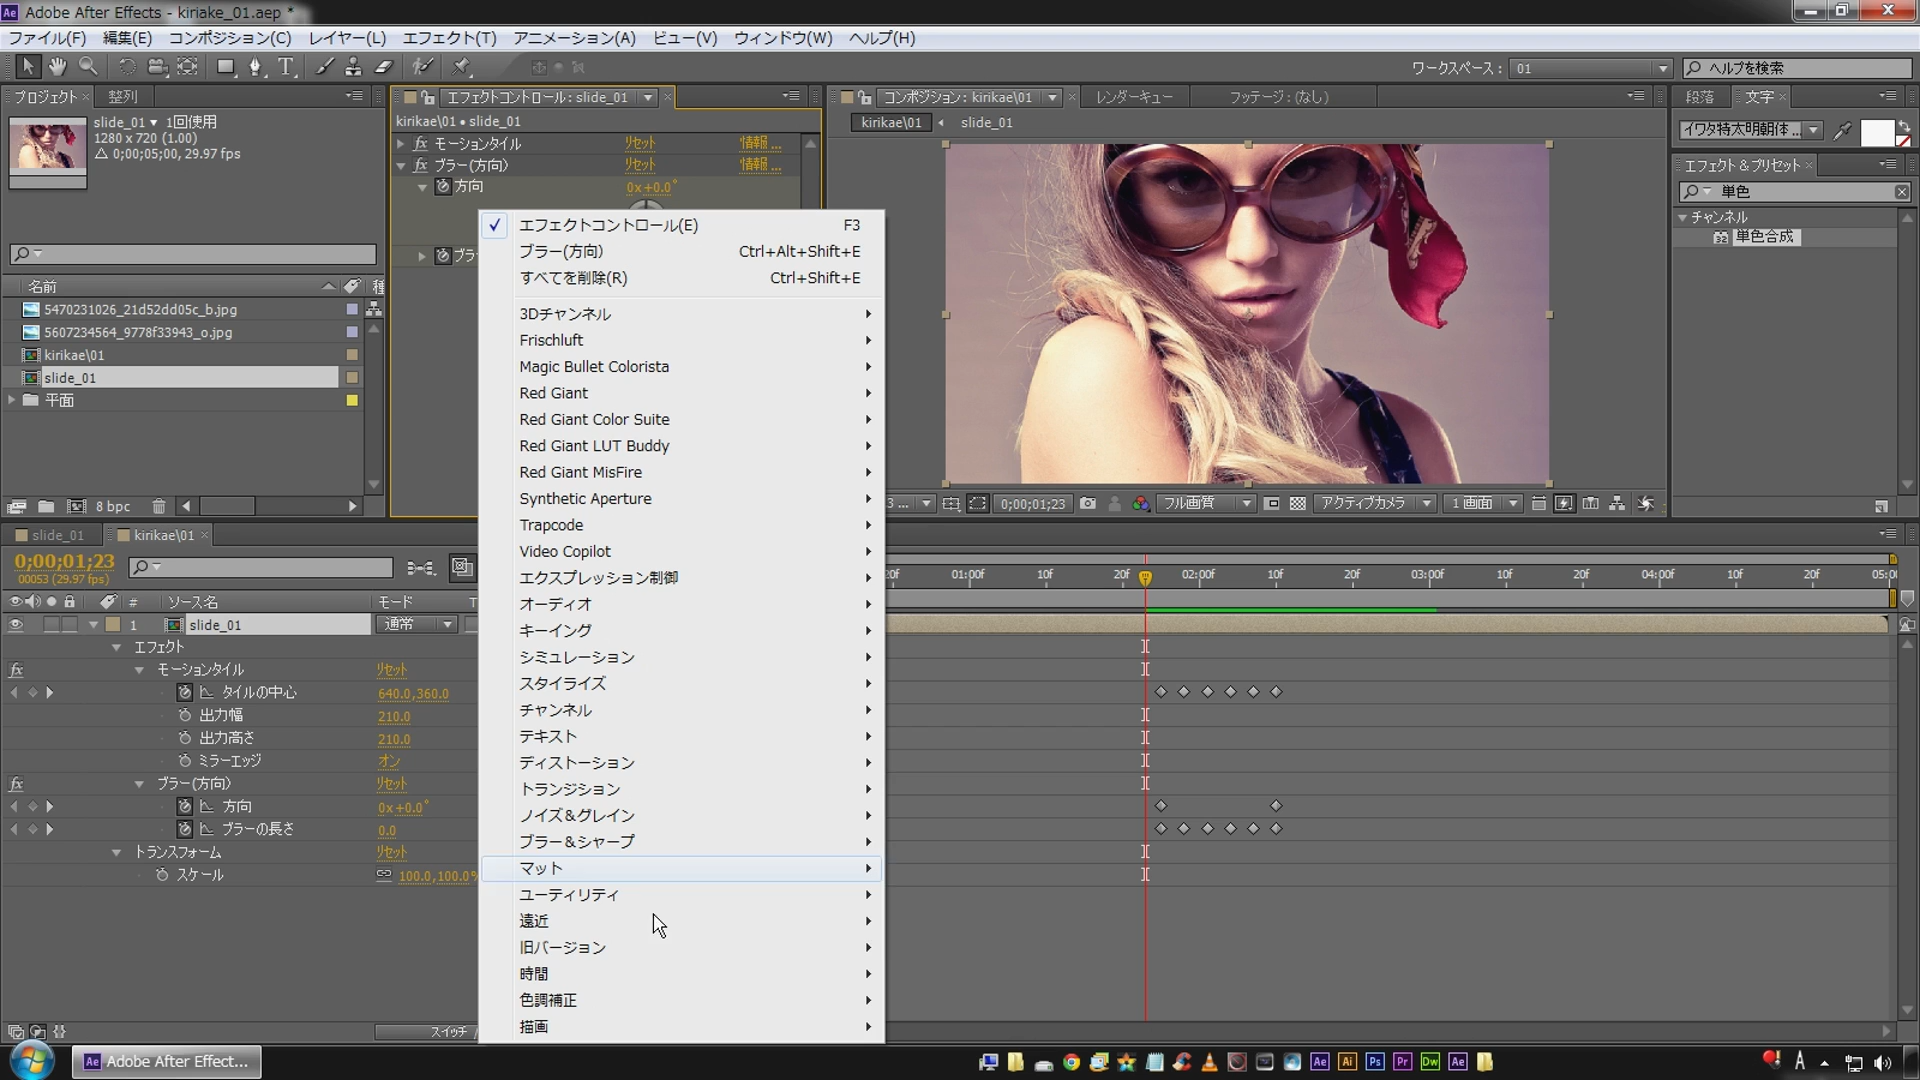 Adobe After Effects - kiriake_01.aep *
ファイル(F) 編集(E) コンポジション(C) レイヤー(L) エフェクト(T) アニメーション(A) ビュー(V) ウィンドウ(W) ヘルプ(H)
ワークスペース : 01
ヘルプを検索
プロジェクト × 整列
slide_01 1回使用
1280 x 720 (1.00)
△ 0;00;05;00, 29.97 fps
名前
種
5470231026_21d52dd05c_b.jpg
5607234564_9778f33943_o.jpg
kirikae\01
slide_01
平面
8 bpc
エフェクトコントロール : slide_01
kirikae\01 • slide_01
モーションタイル リセット 情報 ...
ブラー(方向) リセット 情報 ...
方向 0x+0.0°
ブラ
エフェクトコントロール(E) F3
ブラー(方向) Ctrl+Alt+Shift+E
すべてを削除(R) Ctrl+Shift+E
3Dチャンネル
Frischluft
Magic Bullet Colorista
Red Giant
Red Giant Color Suite
Red Giant LUT Buddy
Red Giant MisFire
Synthetic Aperture
Trapcode
Video Copilot
エクスプレッション制御
オーディオ
キーイング
シミュレーション
スタイライズ
チャンネル
テキスト
ディストーション
トランジション
ノイズ＆グレイン
ブラー＆シャープ
マット
ユーティリティ
遠近
旧バージョン
時間
色調補正
描画
コンポジション : kirikae\01 レンダーキュー フッテージ : (なし)
kirikae\01 slide_01
3 ... 0;00;01;23 フル画質 アクティブカメラ 1 画面
段落 文字
イワタ特太明朝体 ...
エフェクト＆プリセット
単色
チャンネル
32 単色合成
slide_01 kirikae\01
0;00;01;23
00053 (29.97 fps)
# ソース名 モード T
1 slide_01 通常
エフェクト
fx モーションタイル リセット
タイルの中心 640.0,360.0
出力幅 210.0
出力高さ 210.0
ミラーエッジ オン
fx ブラー(方向) リセット
方向 0x+0.0°
ブラーの長さ 0.0
トランスフォーム リセット
スケール 100.0,100.0%
スイッチ /
20f 01:00f 10f 20f 02:00f 10f 20f 03:00f 10f 20f 04:00f 10f 20f 05:00
Ae Adobe After Effect...
Ae Ai Ps Pr Dw Ae
A